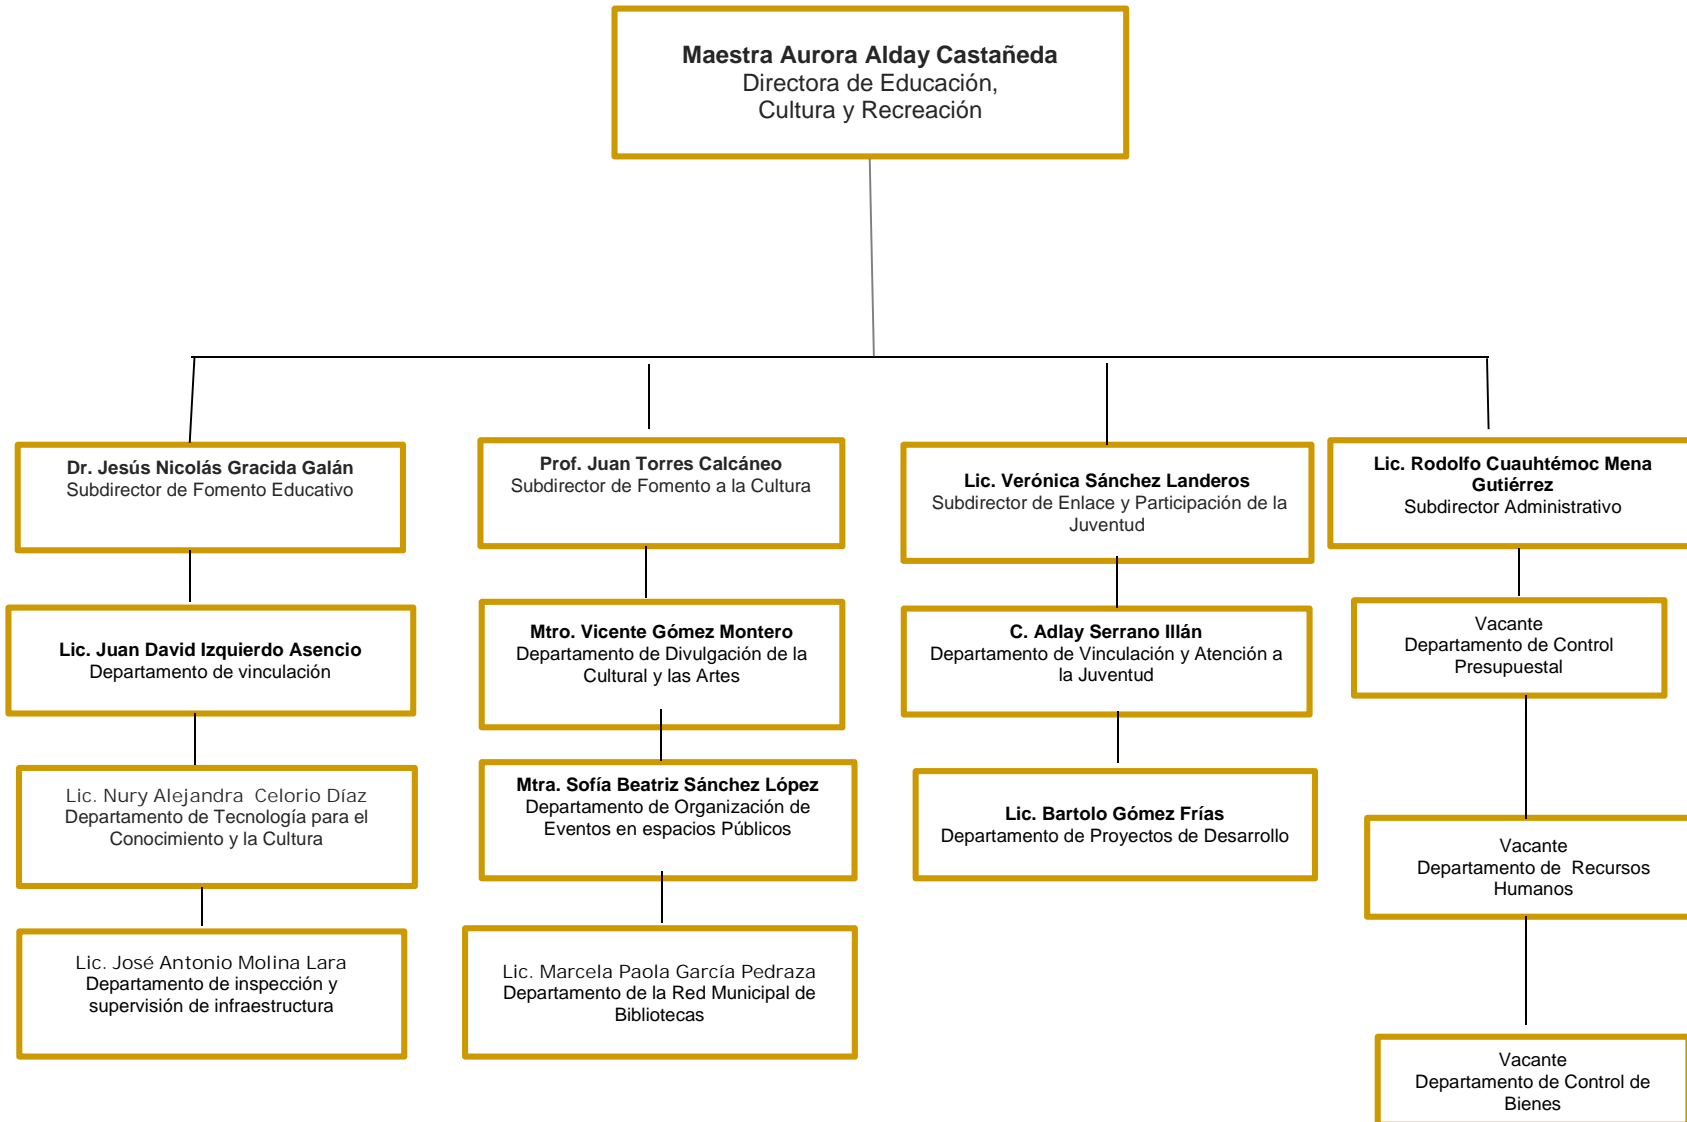 Maestra Aurora Alday Castañeda
Directora de Educación,
Cultura y Recreación
Dr. Jesús Nicolás Gracida Galán
Subdirector de Fomento Educativo
Prof. Juan Torres Calcáneo
Subdirector de Fomento a la Cultura
Lic. Verónica Sánchez Landeros
Subdirector de Enlace y Participación de la
Juventud
Lic. Rodolfo Cuauhtémoc Mena
Gutiérrez
Subdirector Administrativo
Lic. Juan David Izquierdo Asencio
Departamento de vinculación
Mtro. Vicente Gómez Montero
Departamento de Divulgación de la
Cultural y las Artes
C. Adlay Serrano Illán
Departamento de Vinculación y Atención a
la Juventud
Vacante
Departamento de Control
Presupuestal
Lic. Nury Alejandra  Celorio Díaz
Departamento de Tecnología para el
Conocimiento y la Cultura
Mtra. Sofía Beatriz Sánchez López
Departamento de Organización de
Eventos en espacios Públicos
Lic. Bartolo Gómez Frías
Departamento de Proyectos de Desarrollo
Vacante
Departamento de  Recursos
Humanos
Lic. José Antonio Molina Lara
Departamento de inspección y
supervisión de infraestructura
Lic. Marcela Paola García Pedraza
Departamento de la Red Municipal de
Bibliotecas
Vacante
Departamento de Control de
Bienes